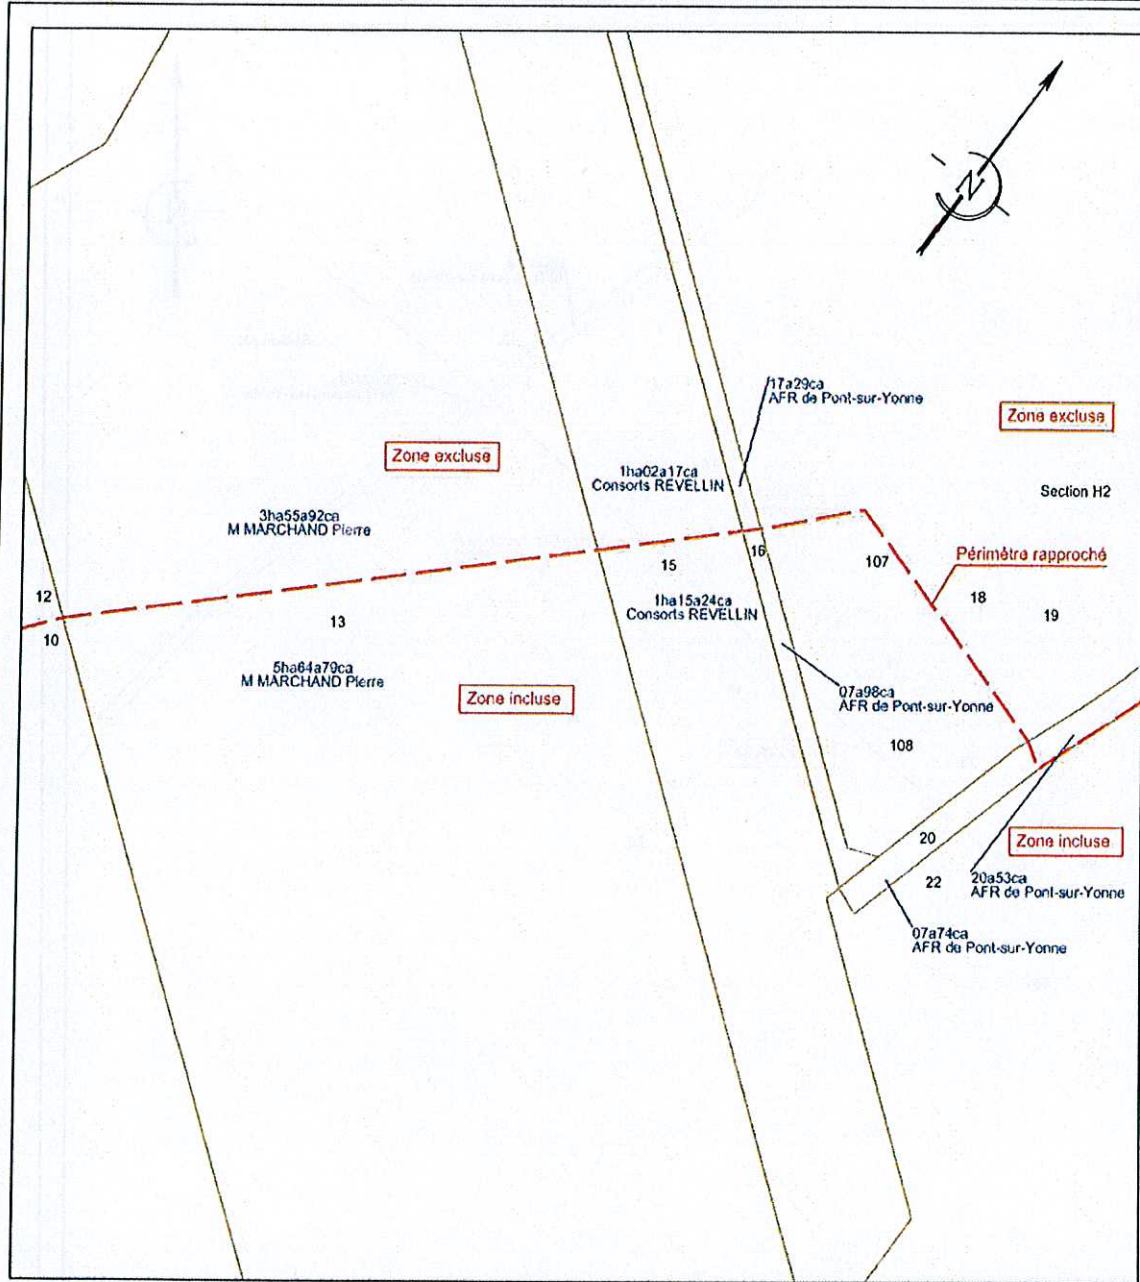 N
17a29ca
AFR de Pont-sur-Yonne
Zone excluse
Zone excluse
1ha02a17ca
Consorts REVELLIN
Section H2
3ha55a92ca
M MARCHAND Pierre
16
107
Périmètre rapproché
15
12
18
1ha15a24ca
Consorts REVELLIN
19
13
10
5ha64a79ca
M MARCHAND Pierre
Zone incluse
07a98ca
AFR de Pont-sur-Yonne
108
20
Zone incluse
22
20a53ca
AFR de Pont-sur-Yonne
07a74ca
AFR de Pont-sur-Yonne